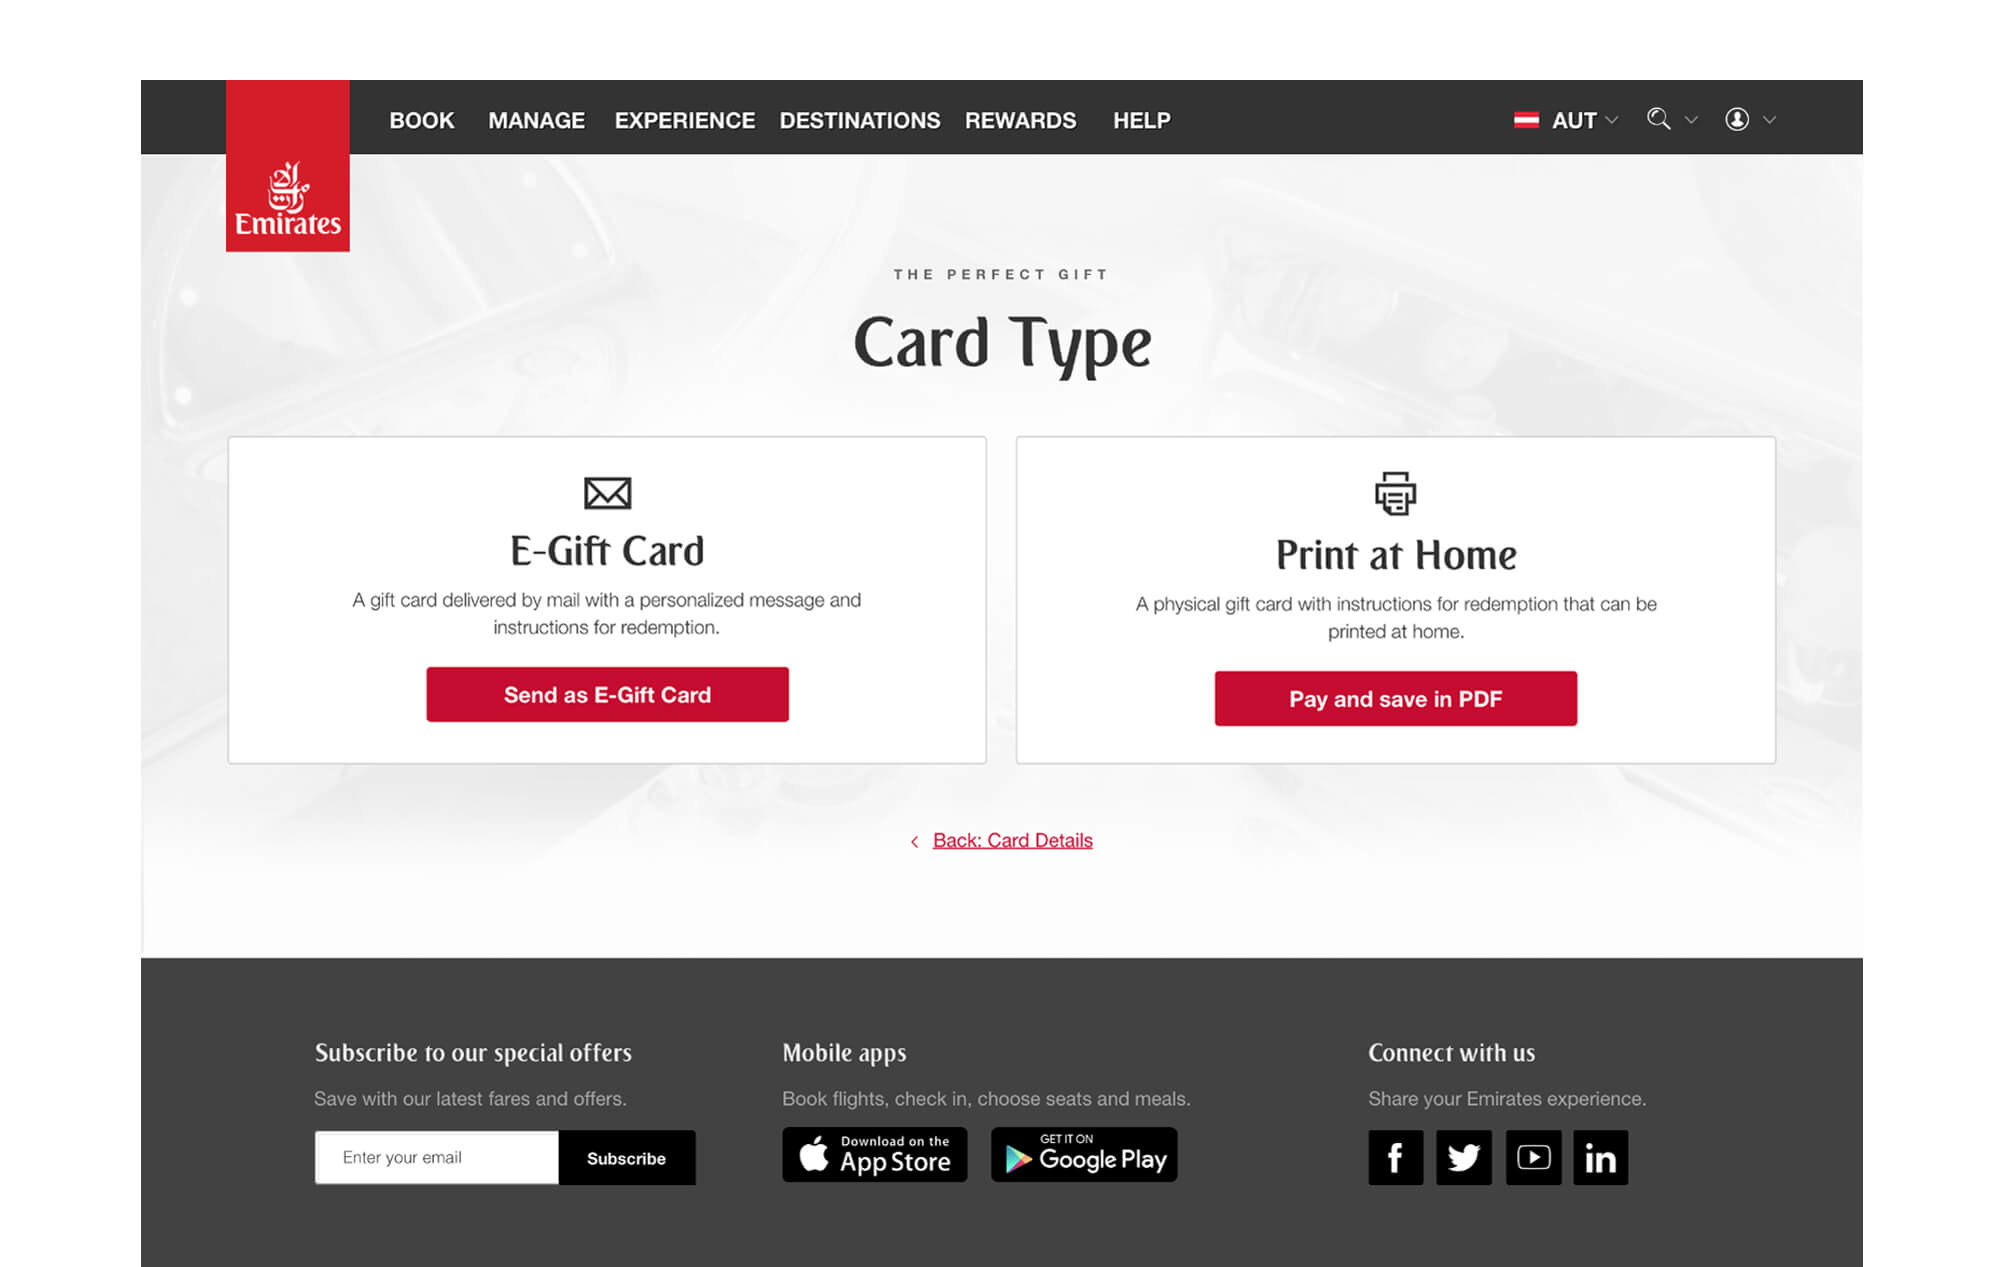 BOOK MANAGE EXPERIENCE DESTINATIONS REWARDS HELP AUT
Emirates
THE PERFECT GIFT
Card Type
E-Gift Card
A gift card delivered by mail with a personalized message and
instructions for redemption.
Send as E-Gift Card
Print at Home
A physical gift card with instructions for redemption that can be
printed at home.
Pay and save in PDF
Back: Card Details
Subscribe to our special offers
Save with our latest fares and offers.
Enter your email
Subscribe
Mobile apps
Book flights, check in, choose seats and meals.
Download on the
App Store
GET IT ON
Google Play
Connect with us
Share your Emirates experience.